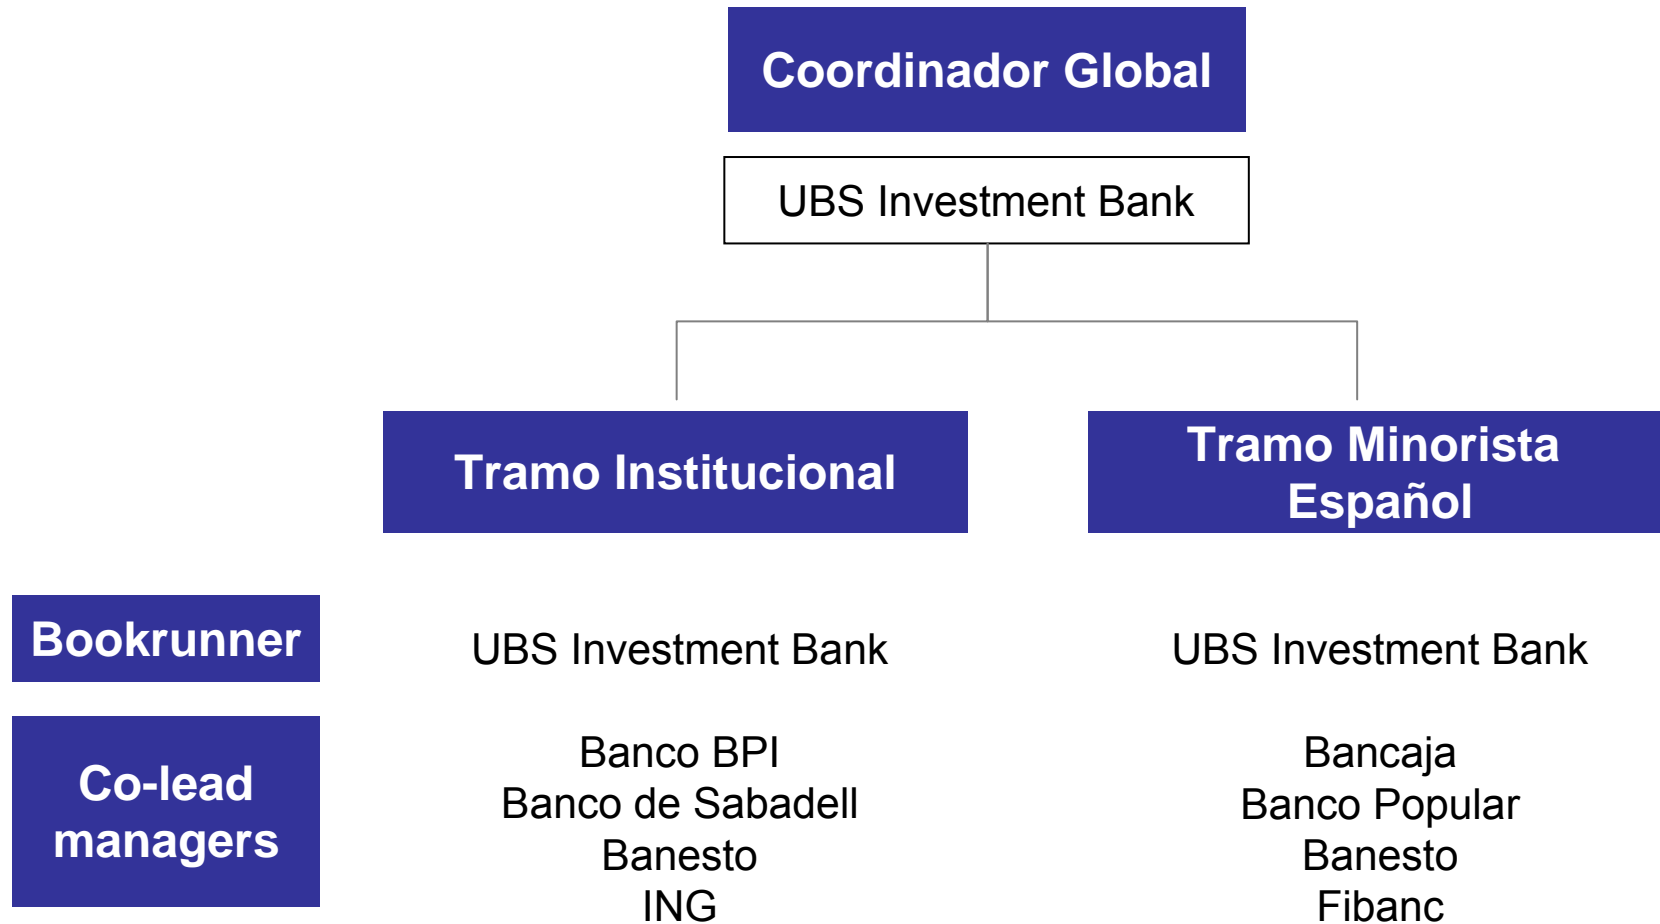 Coordinador Global
UBS Investment Bank
Tramo Institucional
Tramo Minorista
Español
Bookrunner
UBS Investment Bank
UBS Investment Bank
Co-lead
managers
Banco BPI
Banco de Sabadell
Banesto
ING
Bancaja
Banco Popular
Banesto
Fibanc